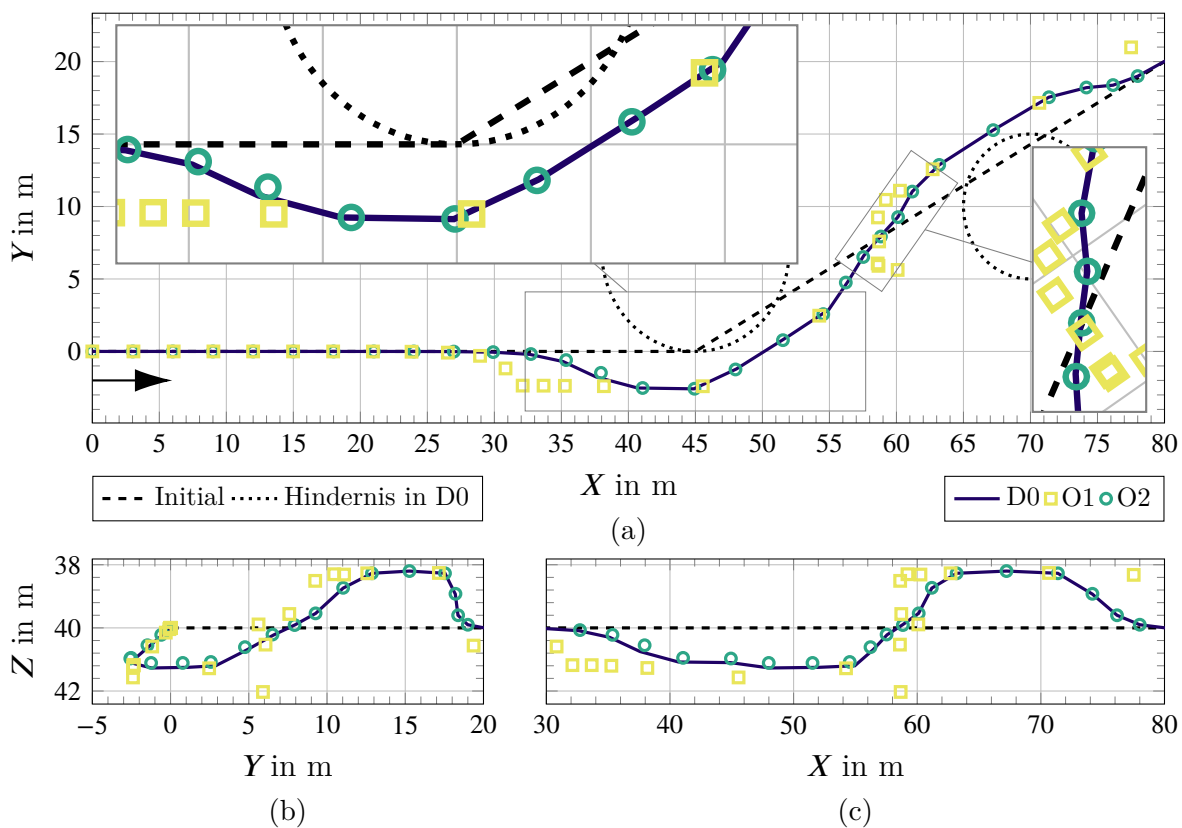 20
15
10
5
0
Y in m
0 5 10 15 20 25 30 35 40 45 50 55 60 65 70 75 80
X in m
Initial Hindernis in D0
D0 O1 O2
(a)
38
40
42
Z in m
−5 0 5 10 15 20
30 40 50 60 70 80
Y in m
X in m
(b)
(c)